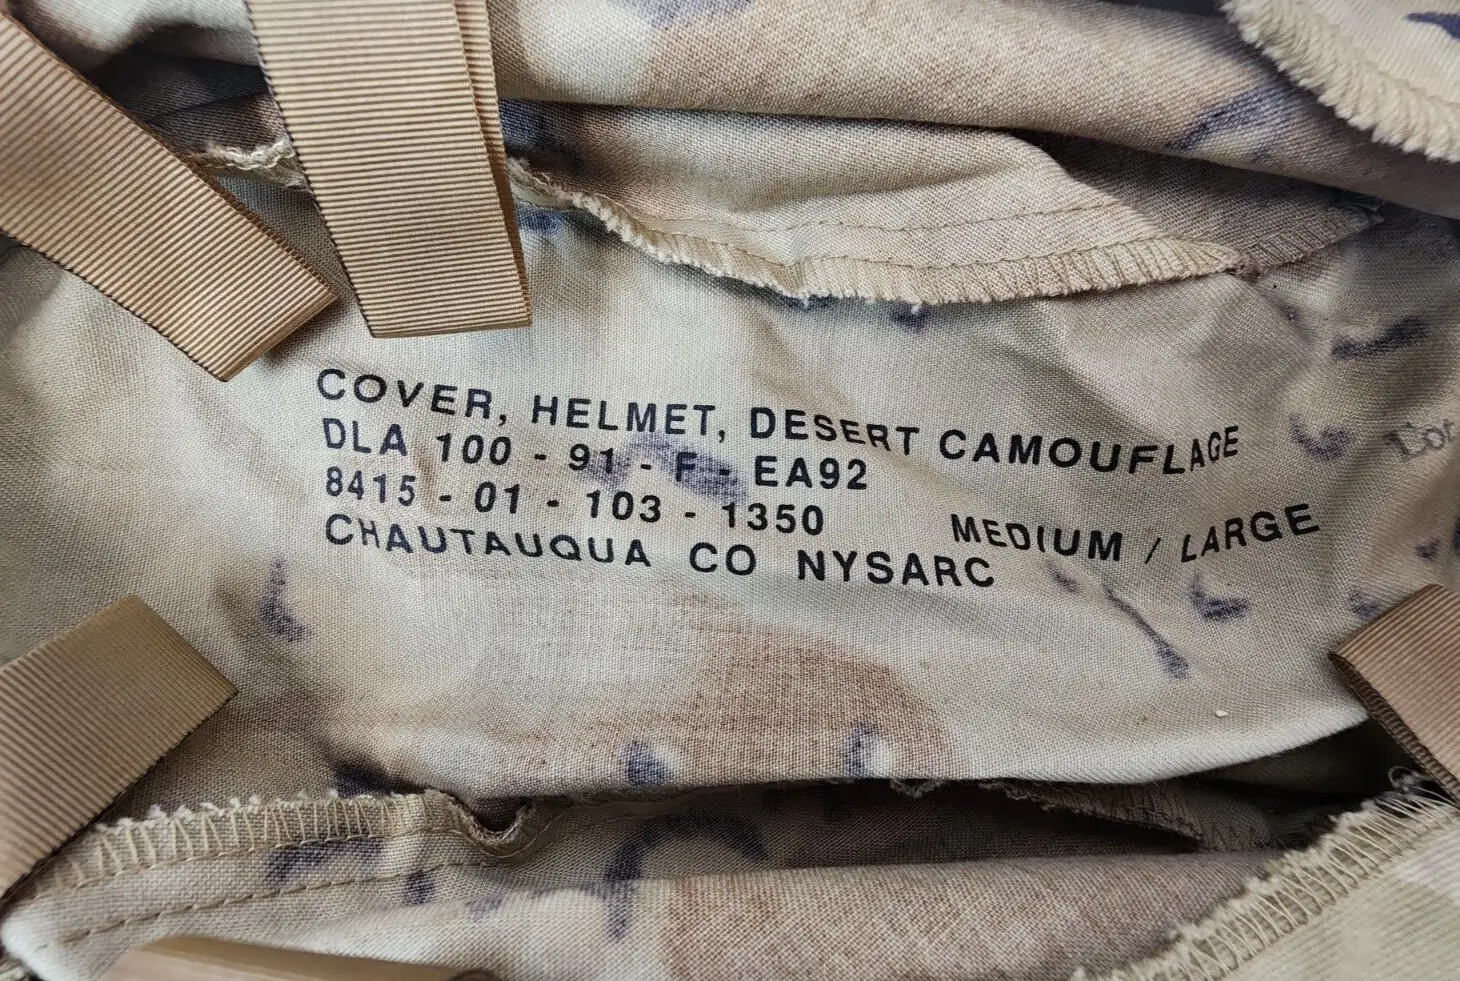 COVER, HELMET, DESERT CAMOUFLAGE
DLA 100 - 91 - F - EA92
8415 - 01 - 103 - 1350 MEDIUM / LARGE
CHAUTAUQUA CO NYSARC